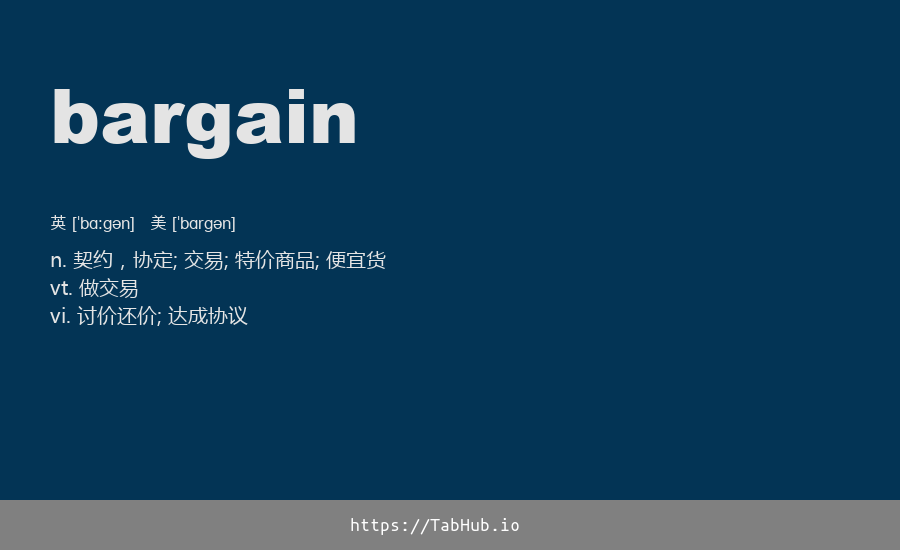 bargain
英 [ˈbɑːgən] 美 [ˈbɑrgən]
n. 契约，协定; 交易; 特价商品; 便宜货
vt. 做交易
vi. 讨价还价; 达成协议
https://TabHub.io